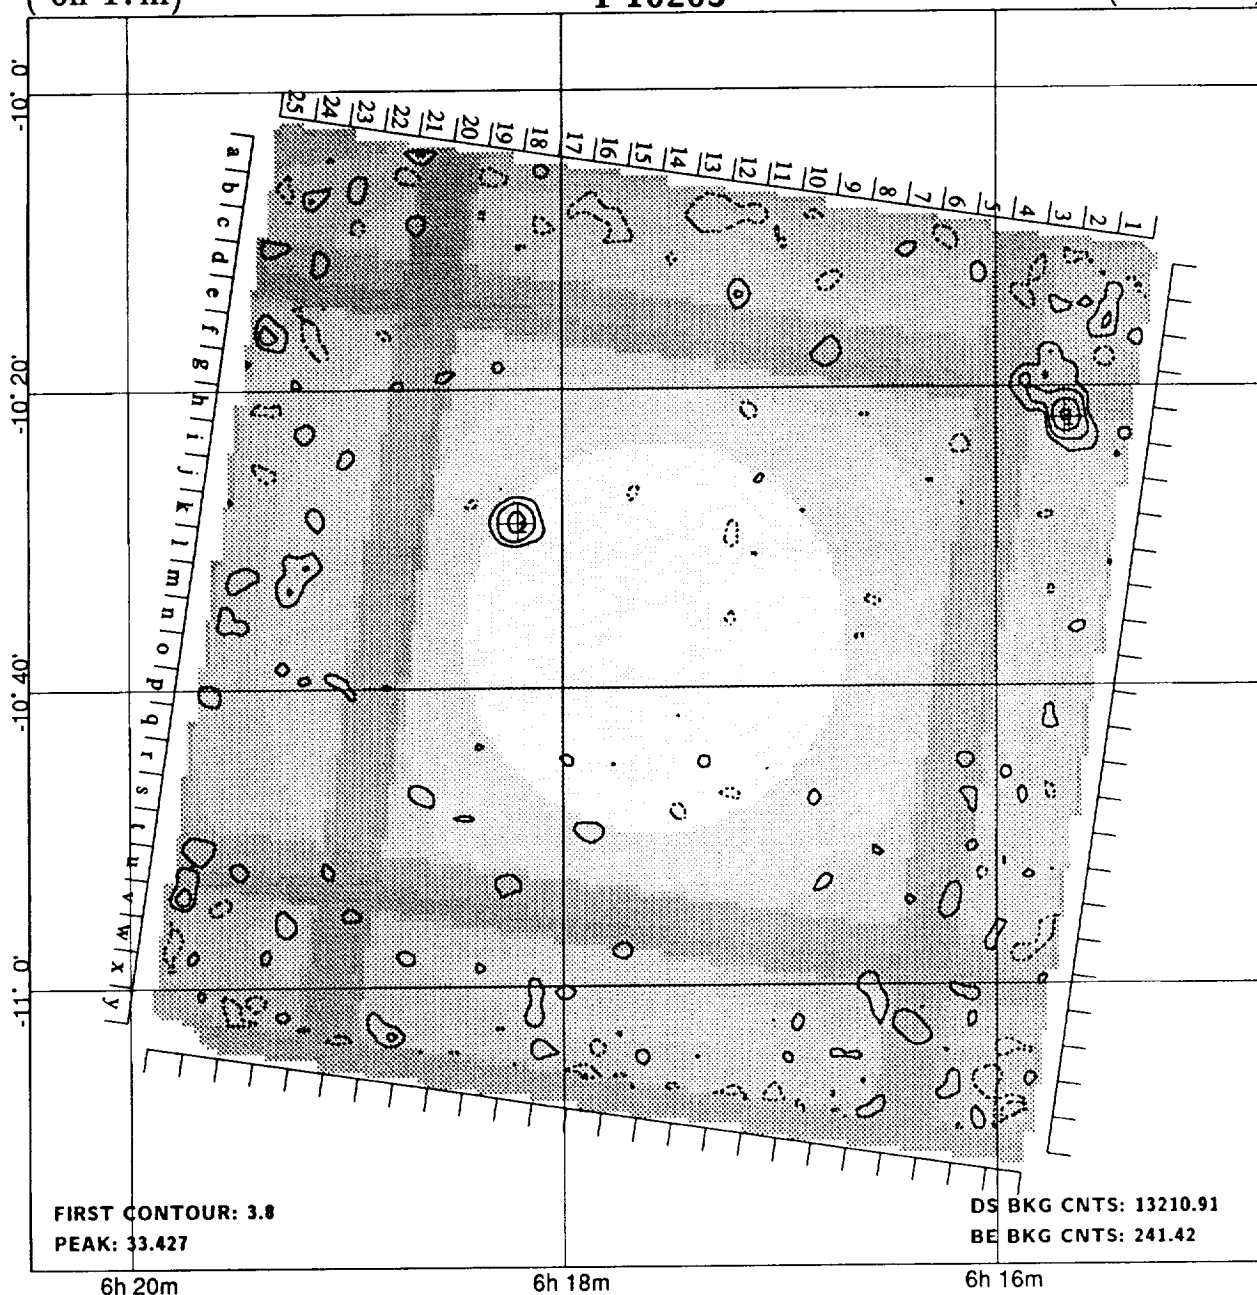 -10° 0'
25 24 23 22 21 20 19 18 17 16 15 14 13 12 11 10 9 8 7 6 5 4 3 2 1
a b c d e f g h i j k l m n o p q r s t u v w x y
-10° 20'
-10° 40'
-11° 0'
FIRST CONTOUR: 3.8
PEAK: 33.427
DS BKG CNTS: 13210.91
BE BKG CNTS: 241.42
6h 20m
6h 18m
6h 16m